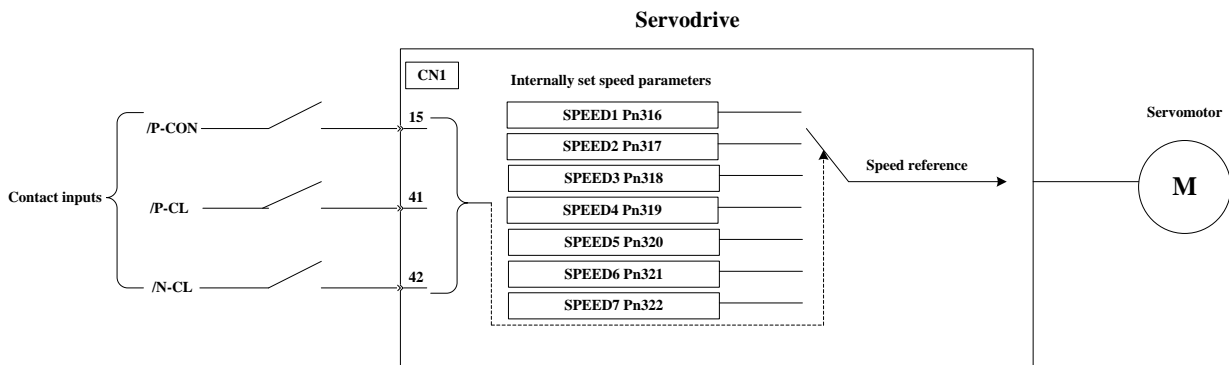 Servodrive
CN1
Internally set speed parameters
Contact inputs
/P-CON
15
/P-CL
41
/N-CL
42
SPEED1 Pn316
SPEED2 Pn317
SPEED3 Pn318
SPEED4 Pn319
SPEED5 Pn320
SPEED6 Pn321
SPEED7 Pn322
Speed reference
Servomotor
M